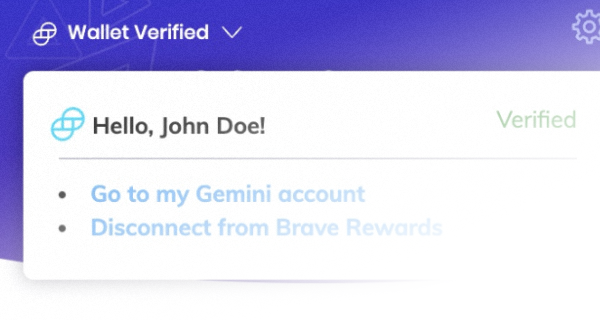 Wallet Verified
Hello, John Doe!
Verified
Go to my Gemini account
Disconnect from Brave Rewards